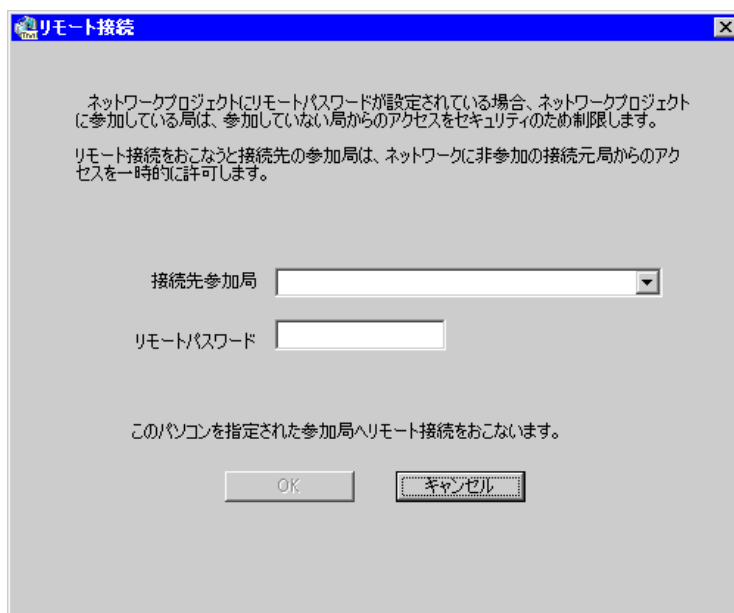 リモート接続
ネットワークプロジェクトにリモートパスワードが設定されている場合、ネットワークプロジェクト
に参加している局は、参加していない局からのアクセスをセキュリティのため制限します。
リモート接続をおこなうと接続先の参加局は、ネットワークに非参加の接続元局からのアク
セスを一時的に許可します。
接続先参加局
リモートパスワード
このパソコンを指定された参加局へリモート接続をおこないます。
OK キャンセル